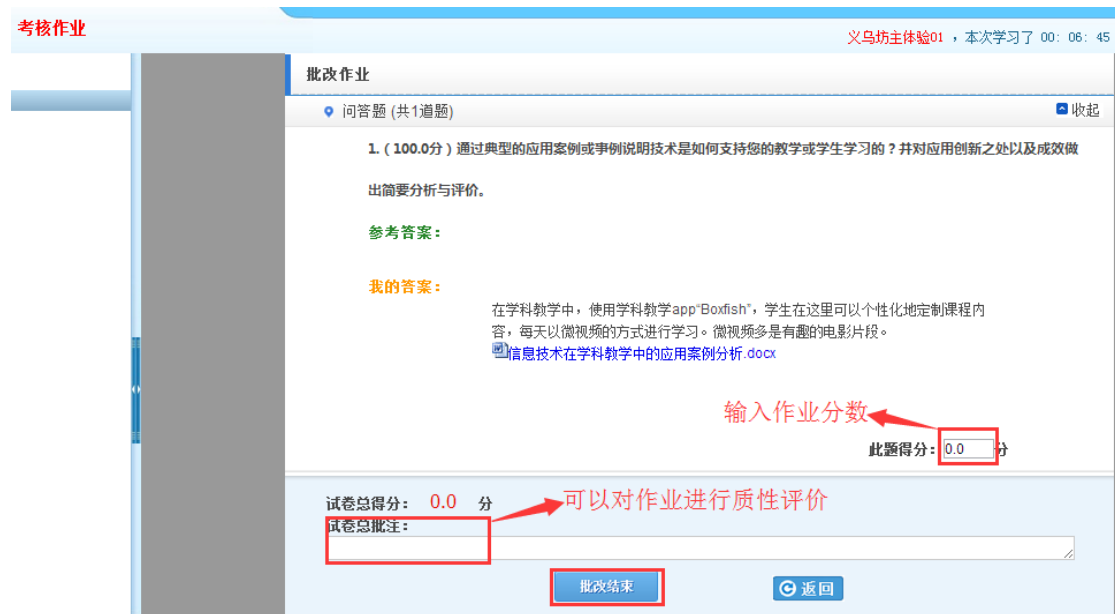 考核作业
义乌坊主体验01 ，本次学习了 00: 06: 45
批改作业
问答题 (共1道题)
收起
1. ( 100.0分 ) 通过典型的应用案例或事例说明技术是如何支持您的教学或学生学习的？并对应用创新之处以及成效做
出简要分析与评价。
参考答案：
我的答案：
在学科教学中，使用学科教学app“Boxfish”，学生在这里可以个性化地定制课程内
容，每天以微视频的方式进行学习。微视频多是有趣的电影片段。
信息技术在学科教学中的应用案例分析.docx
输入作业分数
此题得分： 0.0 分
试卷总得分： 0.0 分
可以对作业进行质性评价
试卷总批注：
批改结束
返回